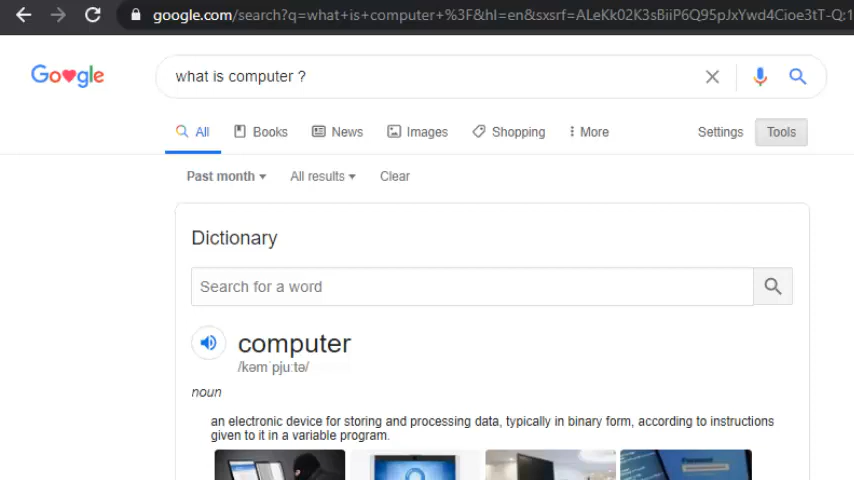 google.com/search?q=what+is+computer+%3F&hl=en&sxsrf=ALeKk02K3sBiiP6Q95pJxYwd4Cioe3tT-Q:1
Google
what is computer ?
All Books News Images Shopping More Settings Tools
Past month All results Clear
Dictionary
Search for a word
computer
/kəmˈpjuːtə/
noun
an electronic device for storing and processing data, typically in binary form, according to instructions
given to it in a variable program.